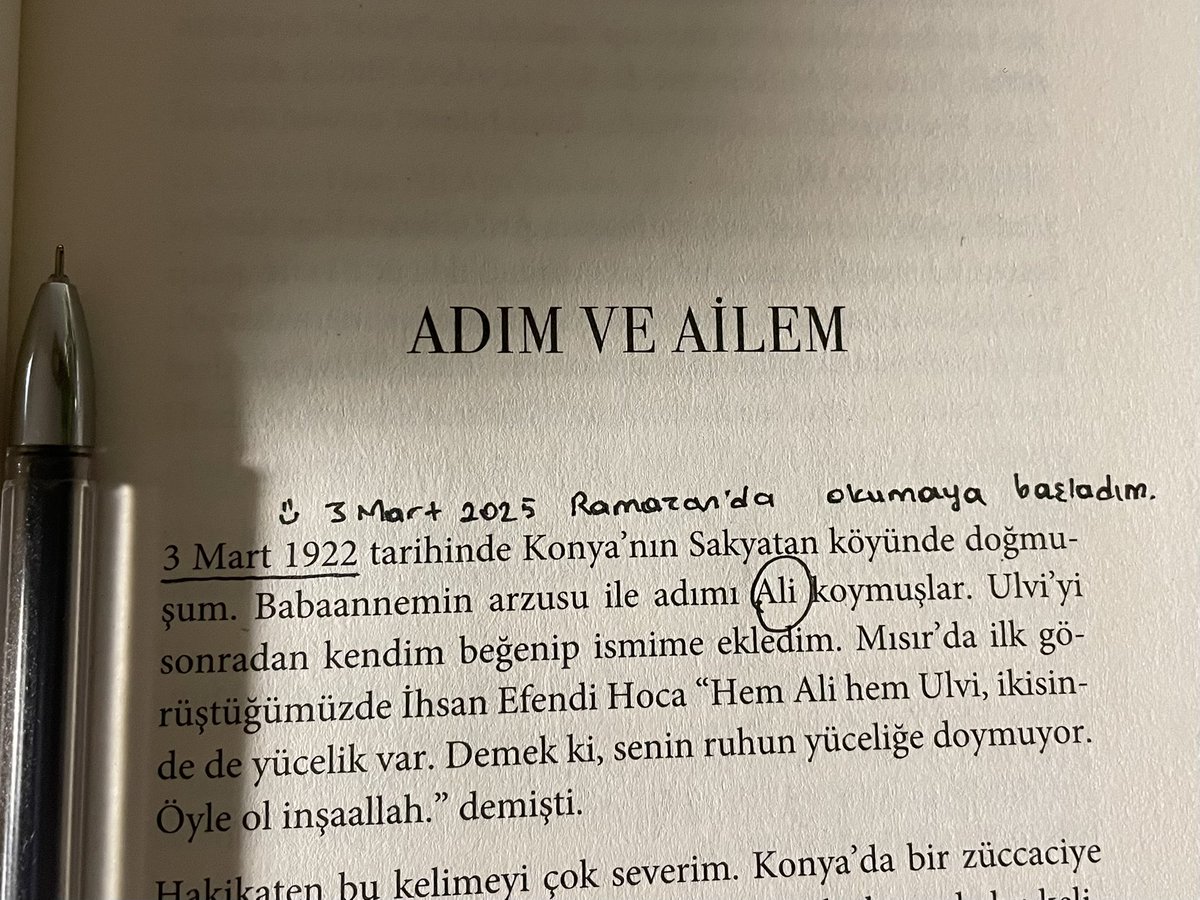 ADIM VE AİLEM
3 Mart 2025 Ramazan'da okumaya başladım.
3 Mart 1922 tarihinde Konya’nın Sakyatan köyünde doğmu-
şum. Babaannemin arzusu ile adımı Ali koymuşlar. Ulvi’yi
sonradan kendim beğenip ismime ekledim. Mısır’da ilk gö-
rüştüğümüzde İhsan Efendi Hoca “Hem Ali hem Ulvi, ikisin-
de de yücelik var. Demek ki, senin ruhun yüceliğe doymuyor.
Öyle ol inşaallah.” demişti.
Hakikaten bu kelimeyi çok severim. Konya’da bir züccaciye